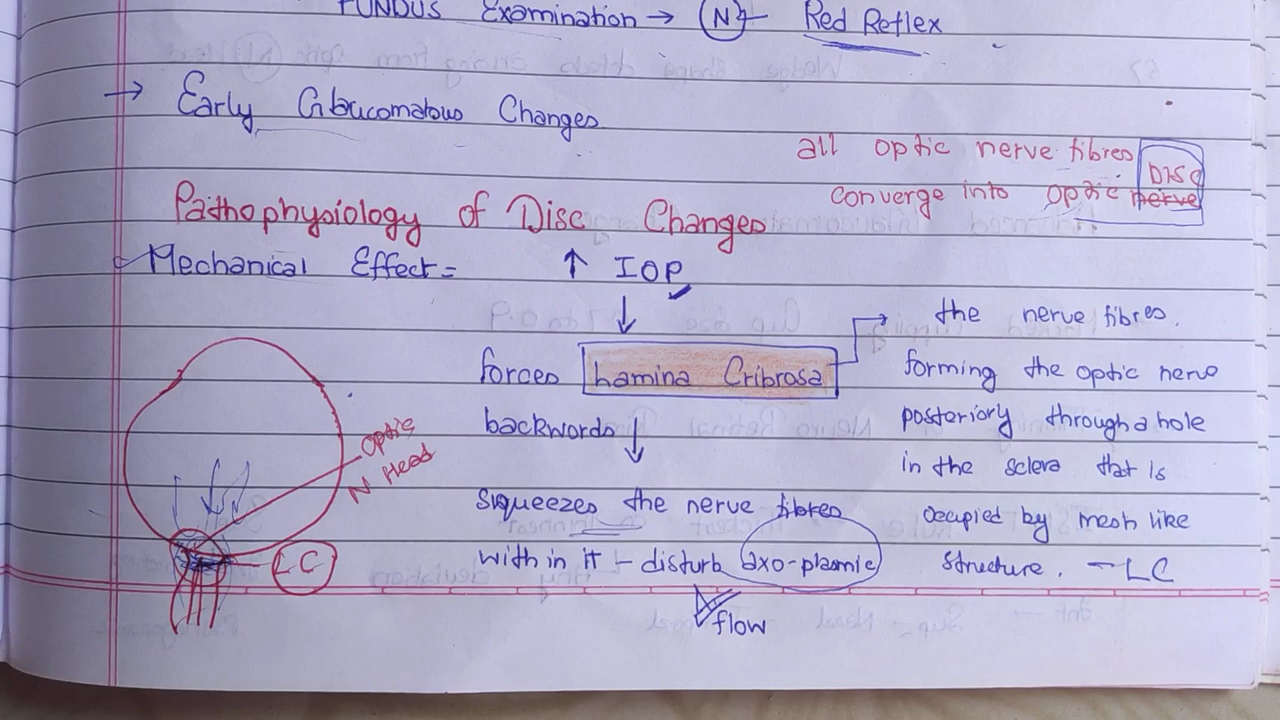 FUNDUS Examination → (N) Red Reflex
→ Early Glaucomatous Changes
all optic nerve fibres
converge into optic nerve DISC
Pathophysiology of Disc Changes
Mechanical Effect = ↑ IOP
↓
forces Lamina Cribrosa → the nerve fibres.
backwords ↓
forming the optic nerve
posteriory through a hole
in the sclera that is
occupied by mesh like
structure. – LC
squeezes the nerve fibres
with in it – disturb axo-plasmic
flow
Optic
N Head
LC